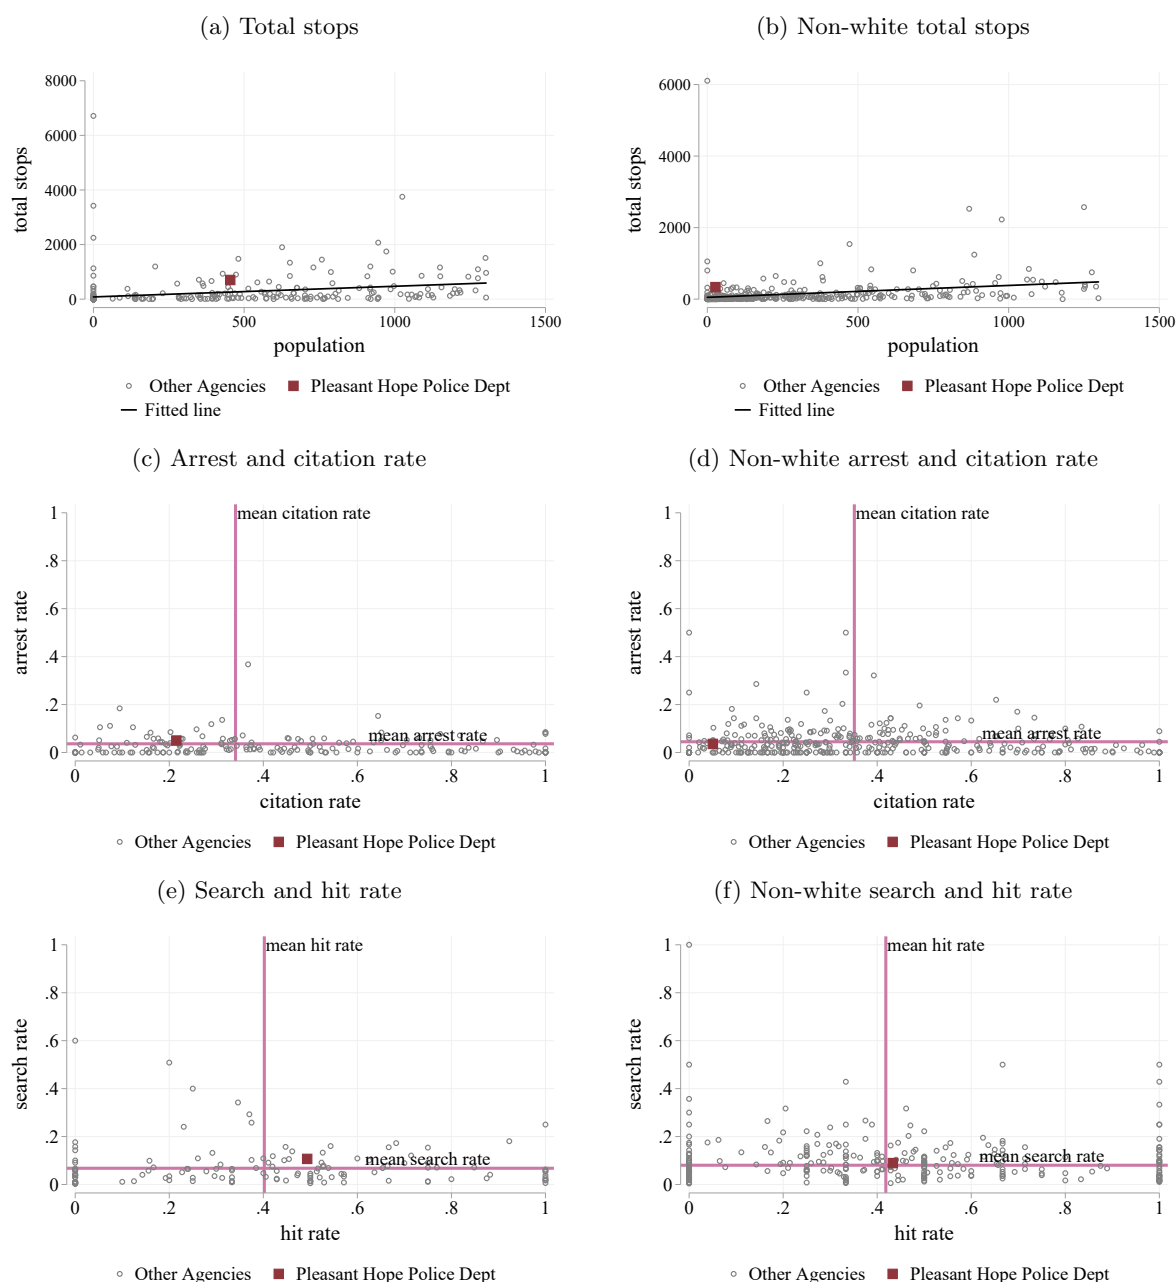 (a) Total stops
(b) Non-white total stops
8000
6000
4000
2000
0
total stops
0 500 1000 1500
population
Other Agencies Pleasant Hope Police Dept
Fitted line
6000
4000
2000
0
total stops
0 500 1000 1500
population
Other Agencies Pleasant Hope Police Dept
Fitted line
(c) Arrest and citation rate
(d) Non-white arrest and citation rate
mean citation rate
1
.8
.6
.4
.2
0
arrest rate
mean arrest rate
0 .2 .4 .6 .8 1
citation rate
Other Agencies Pleasant Hope Police Dept
mean citation rate
1
.8
.6
.4
.2
0
arrest rate
mean arrest rate
0 .2 .4 .6 .8 1
citation rate
Other Agencies Pleasant Hope Police Dept
(e) Search and hit rate
(f) Non-white search and hit rate
mean hit rate
1
.8
.6
.4
.2
0
search rate
mean search rate
0 .2 .4 .6 .8 1
hit rate
Other Agencies Pleasant Hope Police Dept
mean hit rate
1
.8
.6
.4
.2
0
search rate
mean search rate
0 .2 .4 .6 .8 1
hit rate
Other Agencies Pleasant Hope Police Dept